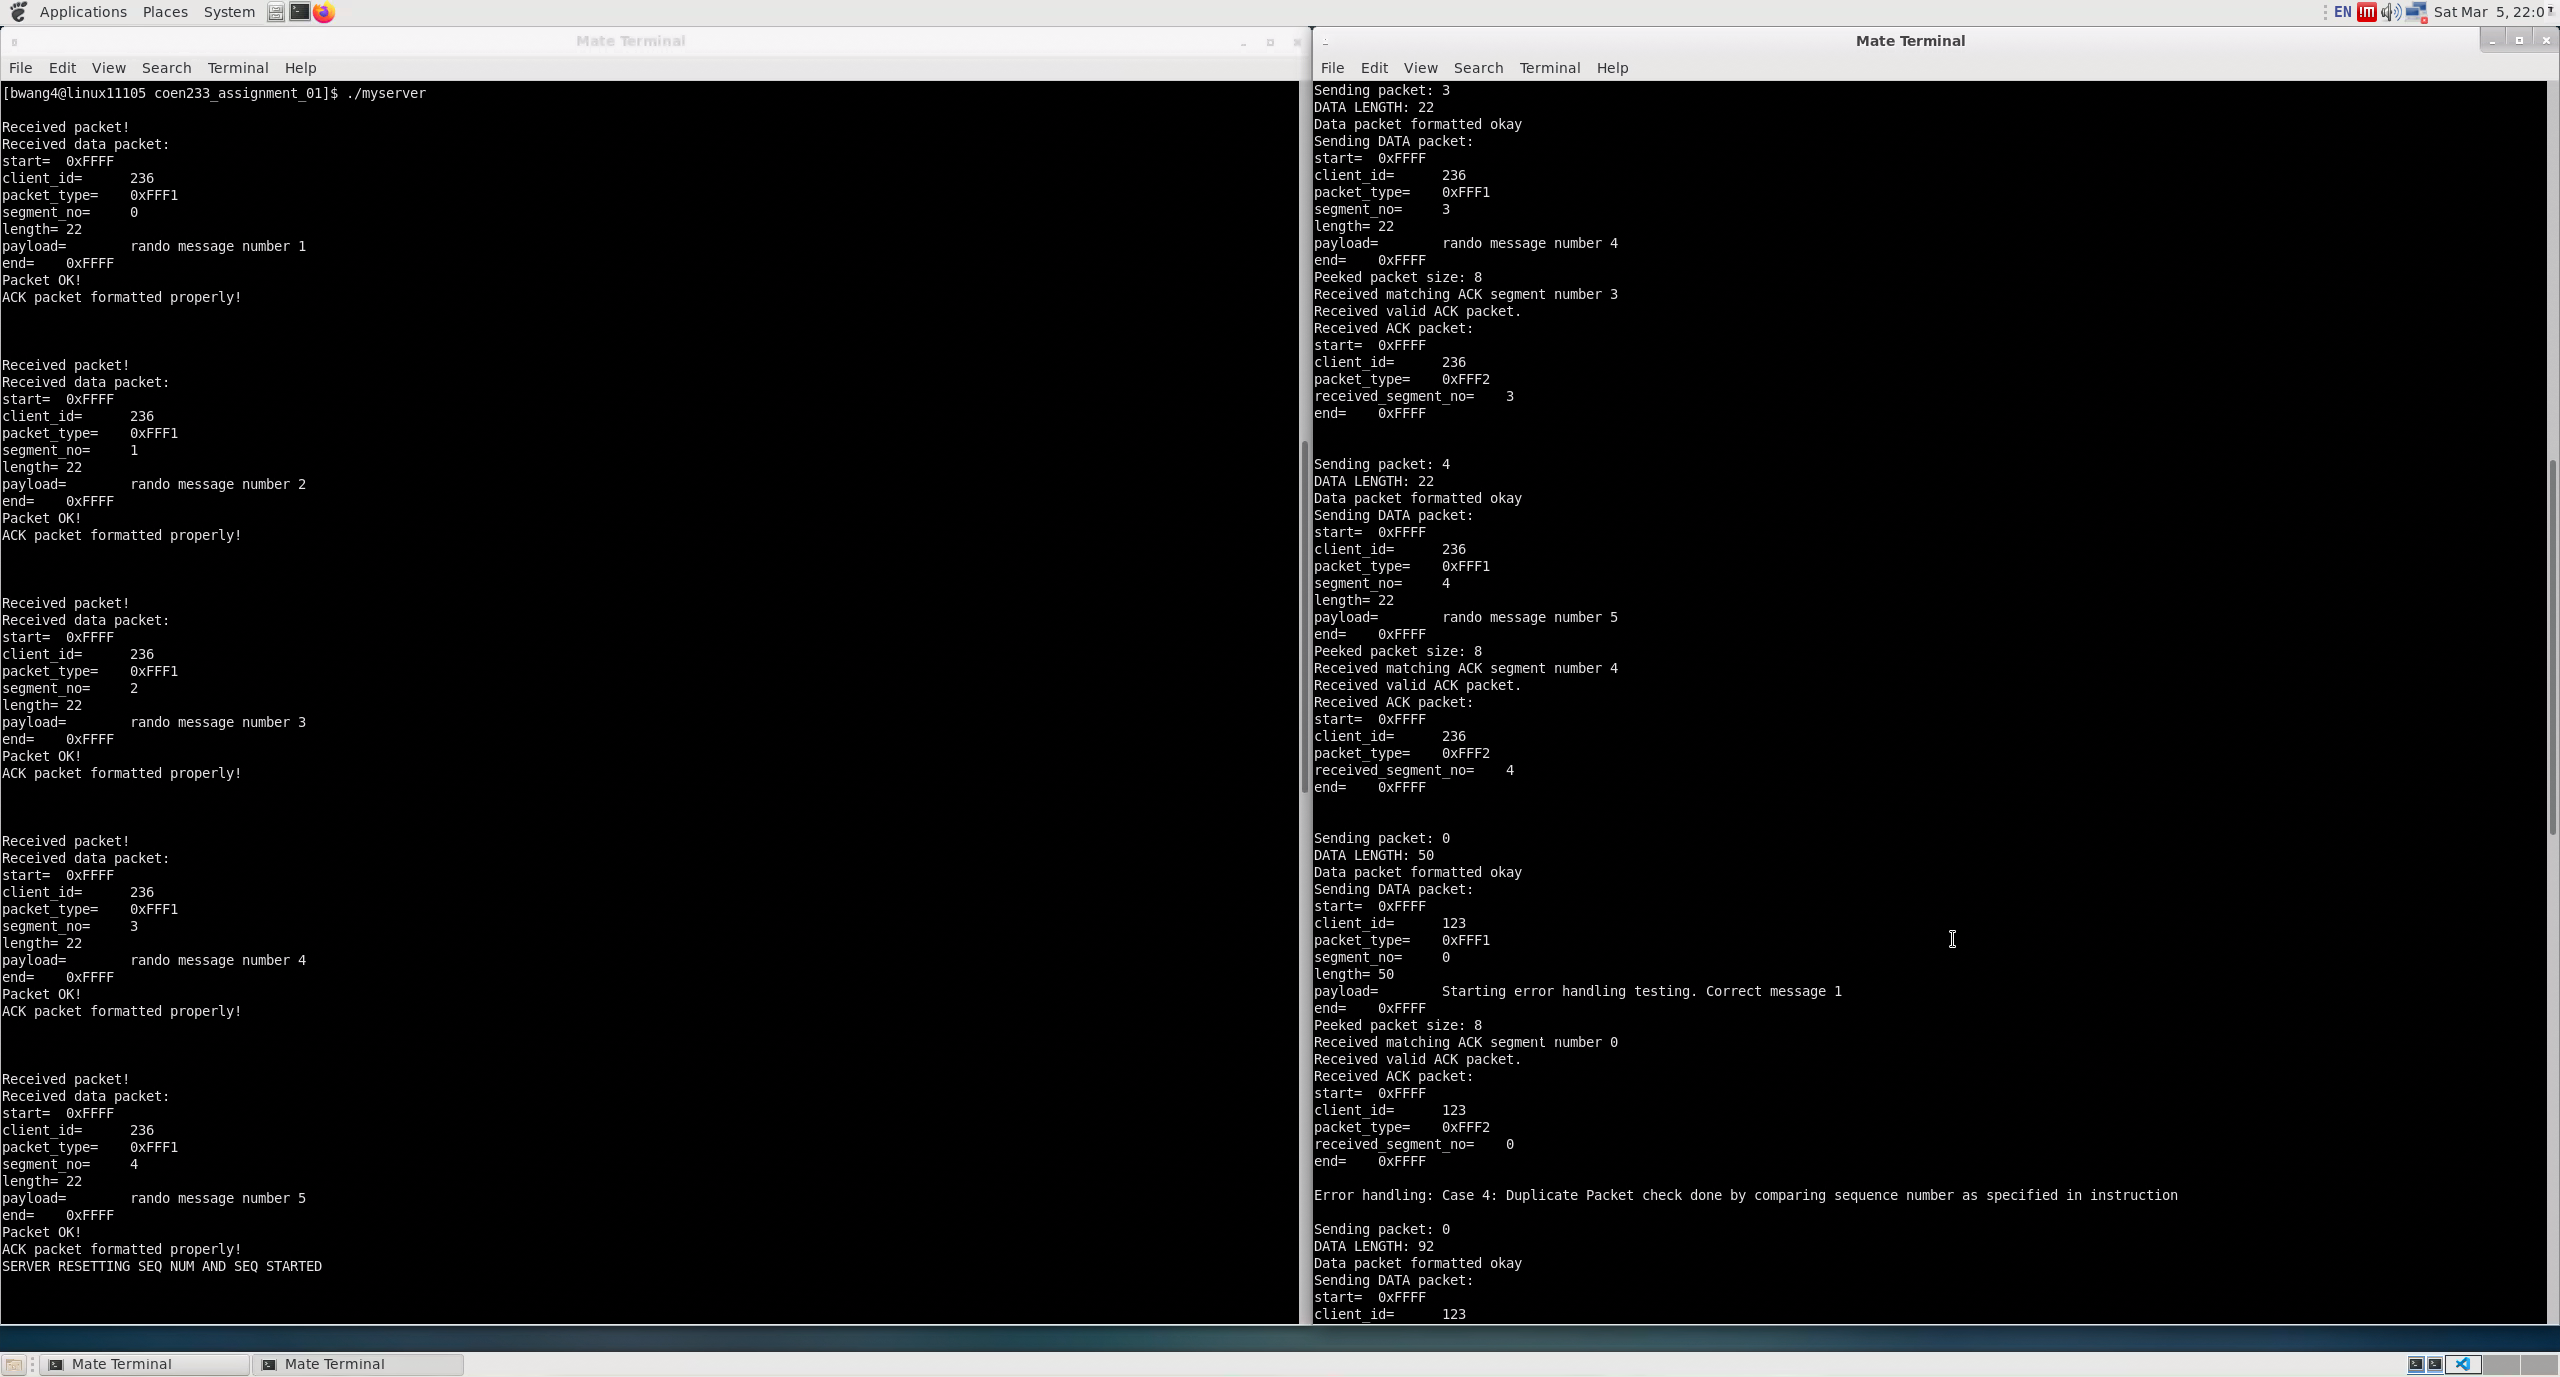 Applications Places System EN !M Sat Mar 5, 22:0
Mate Terminal
File Edit View Search Terminal Help
[bwang4@linux11105 coen233_assignment_01]$ ./myserver
Received packet!
Received data packet:
start= 0xFFFF
client_id= 236
packet_type= 0xFFF1
segment_no= 0
length= 22
payload= rando message number 1
end= 0xFFFF
Packet OK!
ACK packet formatted properly!
Received packet!
Received data packet:
start= 0xFFFF
client_id= 236
packet_type= 0xFFF1
segment_no= 1
length= 22
payload= rando message number 2
end= 0xFFFF
Packet OK!
ACK packet formatted properly!
Received packet!
Received data packet:
start= 0xFFFF
client_id= 236
packet_type= 0xFFF1
segment_no= 2
length= 22
payload= rando message number 3
end= 0xFFFF
Packet OK!
ACK packet formatted properly!
Received packet!
Received data packet:
start= 0xFFFF
client_id= 236
packet_type= 0xFFF1
segment_no= 3
length= 22
payload= rando message number 4
end= 0xFFFF
Packet OK!
ACK packet formatted properly!
Received packet!
Received data packet:
start= 0xFFFF
client_id= 236
packet_type= 0xFFF1
segment_no= 4
length= 22
payload= rando message number 5
end= 0xFFFF
Packet OK!
ACK packet formatted properly!
SERVER RESETTING SEQ NUM AND SEQ STARTED
Mate Terminal
File Edit View Search Terminal Help
Sending packet: 3
DATA LENGTH: 22
Data packet formatted okay
Sending DATA packet:
start= 0xFFFF
client_id= 236
packet_type= 0xFFF1
segment_no= 3
length= 22
payload= rando message number 4
end= 0xFFFF
Peeked packet size: 8
Received matching ACK segment number 3
Received valid ACK packet.
Received ACK packet:
start= 0xFFFF
client_id= 236
packet_type= 0xFFF2
received_segment_no= 3
end= 0xFFFF
Sending packet: 4
DATA LENGTH: 22
Data packet formatted okay
Sending DATA packet:
start= 0xFFFF
client_id= 236
packet_type= 0xFFF1
segment_no= 4
length= 22
payload= rando message number 5
end= 0xFFFF
Peeked packet size: 8
Received matching ACK segment number 4
Received valid ACK packet.
Received ACK packet:
start= 0xFFFF
client_id= 236
packet_type= 0xFFF2
received_segment_no= 4
end= 0xFFFF
Sending packet: 0
DATA LENGTH: 50
Data packet formatted okay
Sending DATA packet:
start= 0xFFFF
client_id= 123
packet_type= 0xFFF1
segment_no= 0
length= 50
payload= Starting error handling testing. Correct message 1
end= 0xFFFF
Peeked packet size: 8
Received matching ACK segment number 0
Received valid ACK packet.
Received ACK packet:
start= 0xFFFF
client_id= 123
packet_type= 0xFFF2
received_segment_no= 0
end= 0xFFFF
Error handling: Case 4: Duplicate Packet check done by comparing sequence number as specified in instruction
Sending packet: 0
DATA LENGTH: 92
Data packet formatted okay
Sending DATA packet:
start= 0xFFFF
client_id= 123
Mate Terminal Mate Terminal